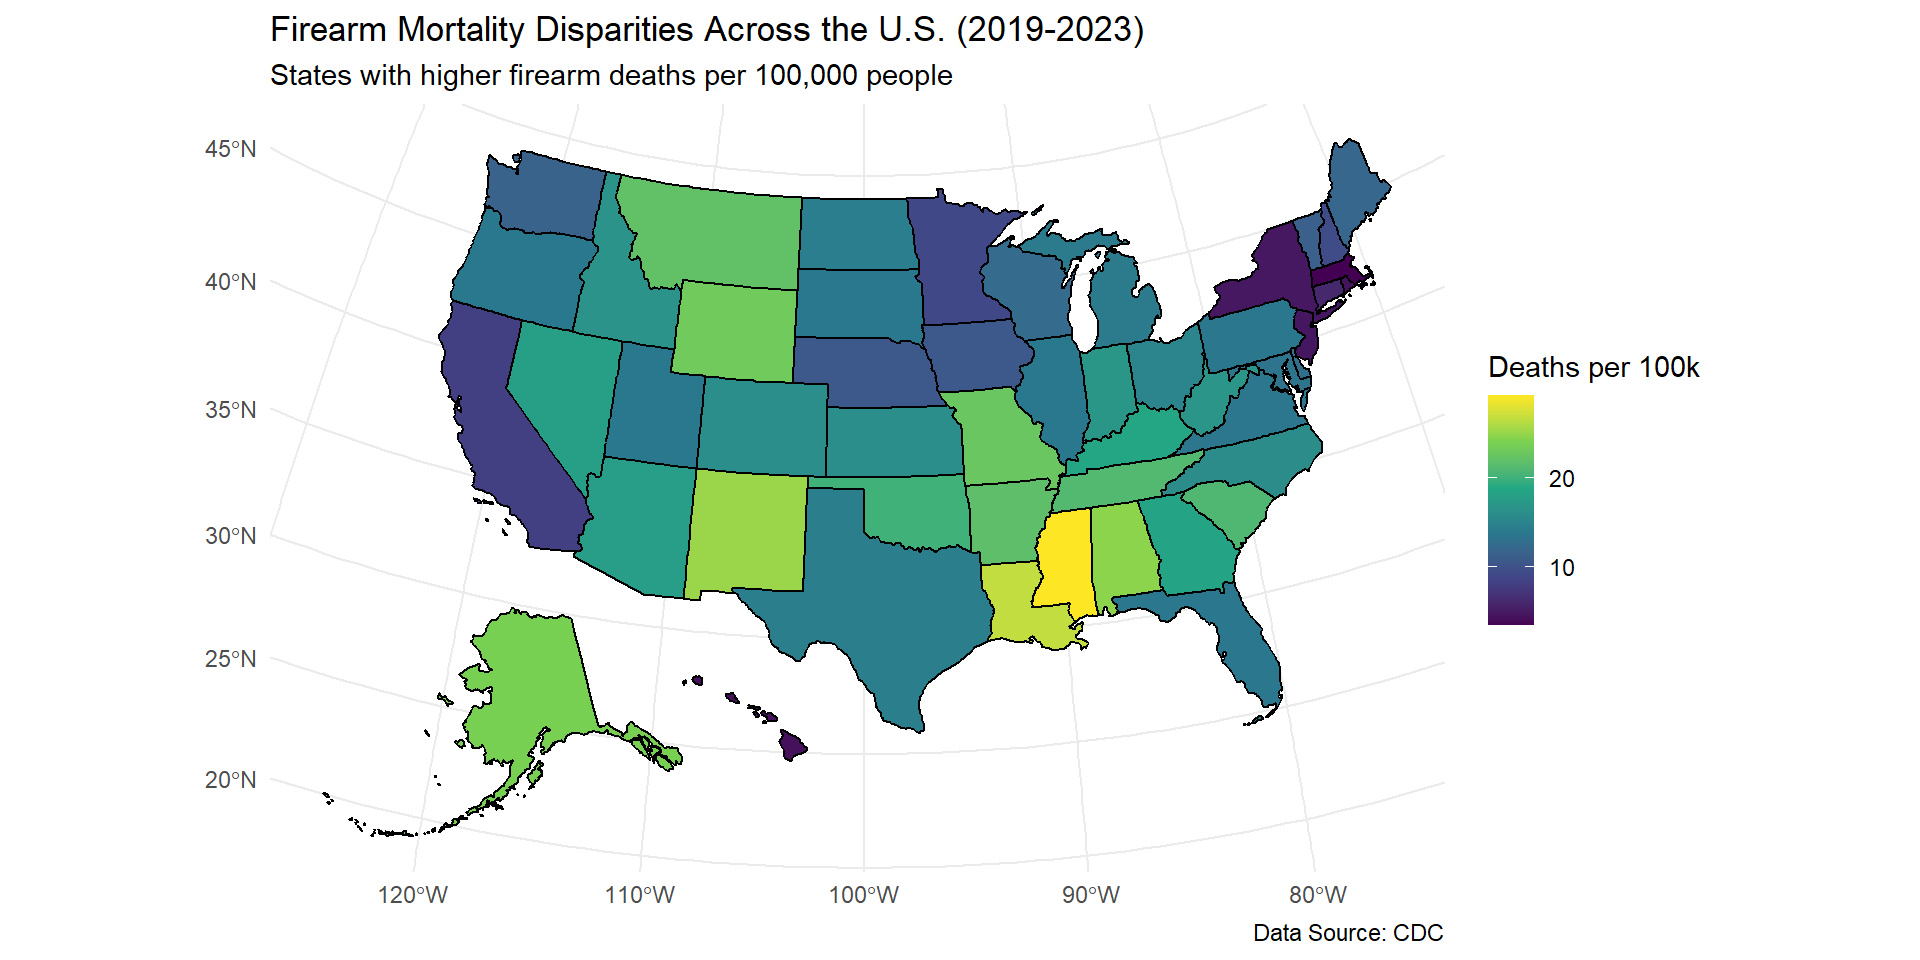 Firearm Mortality Disparities Across the U.S. (2019-2023)
States with higher firearm deaths per 100,000 people
45°N
40°N
35°N
30°N
25°N
20°N
120°W
110°W
100°W
90°W
80°W
Deaths per 100k
20
10
Data Source: CDC